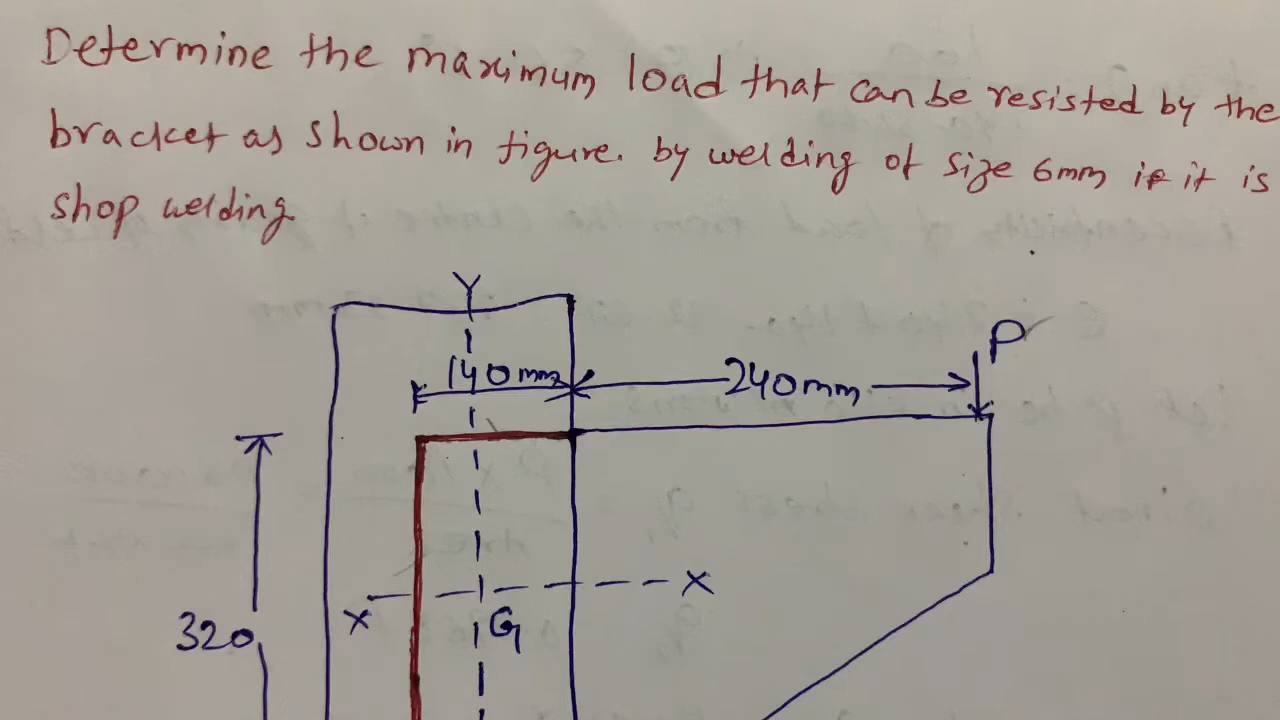 Determine the maximum load that can be resisted by the
bracket as shown in figure. by welding of size 6mm if it is
shop welding.
Y
P
140mm
240mm
X
X
G
320